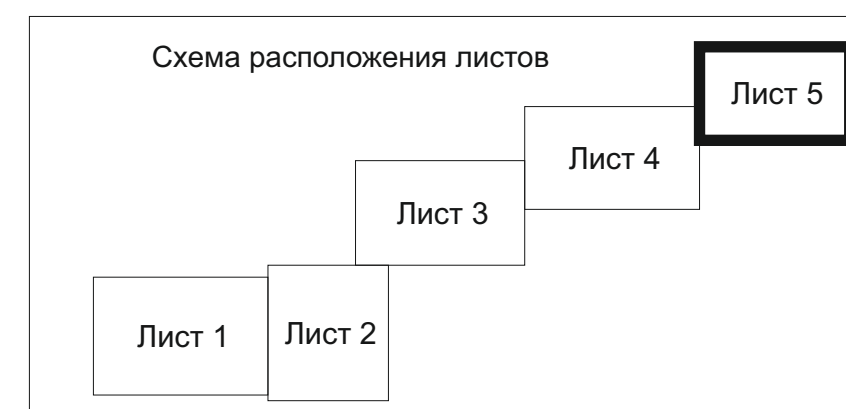 Схема расположения листов
Лист 5
Лист 4
Лист 3
Лист 1
Лист 2